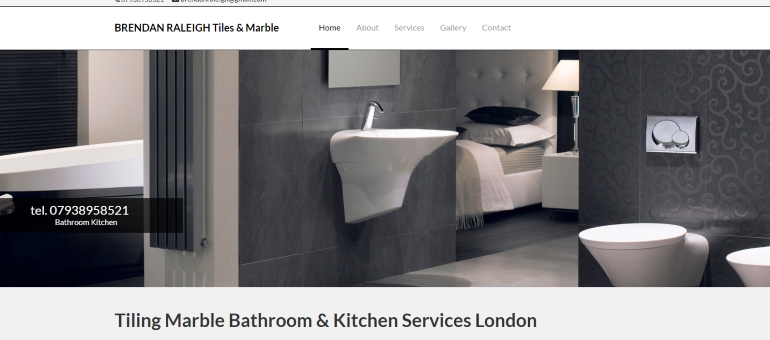 BRENDAN RALEIGH Tiles & Marble
Home About Services Gallery Contact
tel. 07938958521
Bathroom Kitchen
Tiling Marble Bathroom & Kitchen Services London